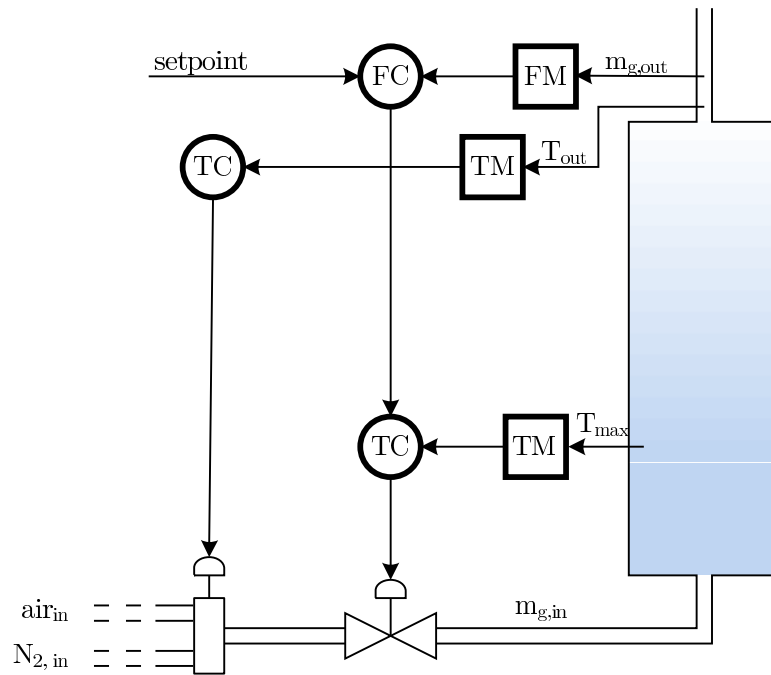 setpoint
FC
FM
m_g,out
TC
TM
T_out
TC
TM
T_max
air_in
m_g,in
N_2, in